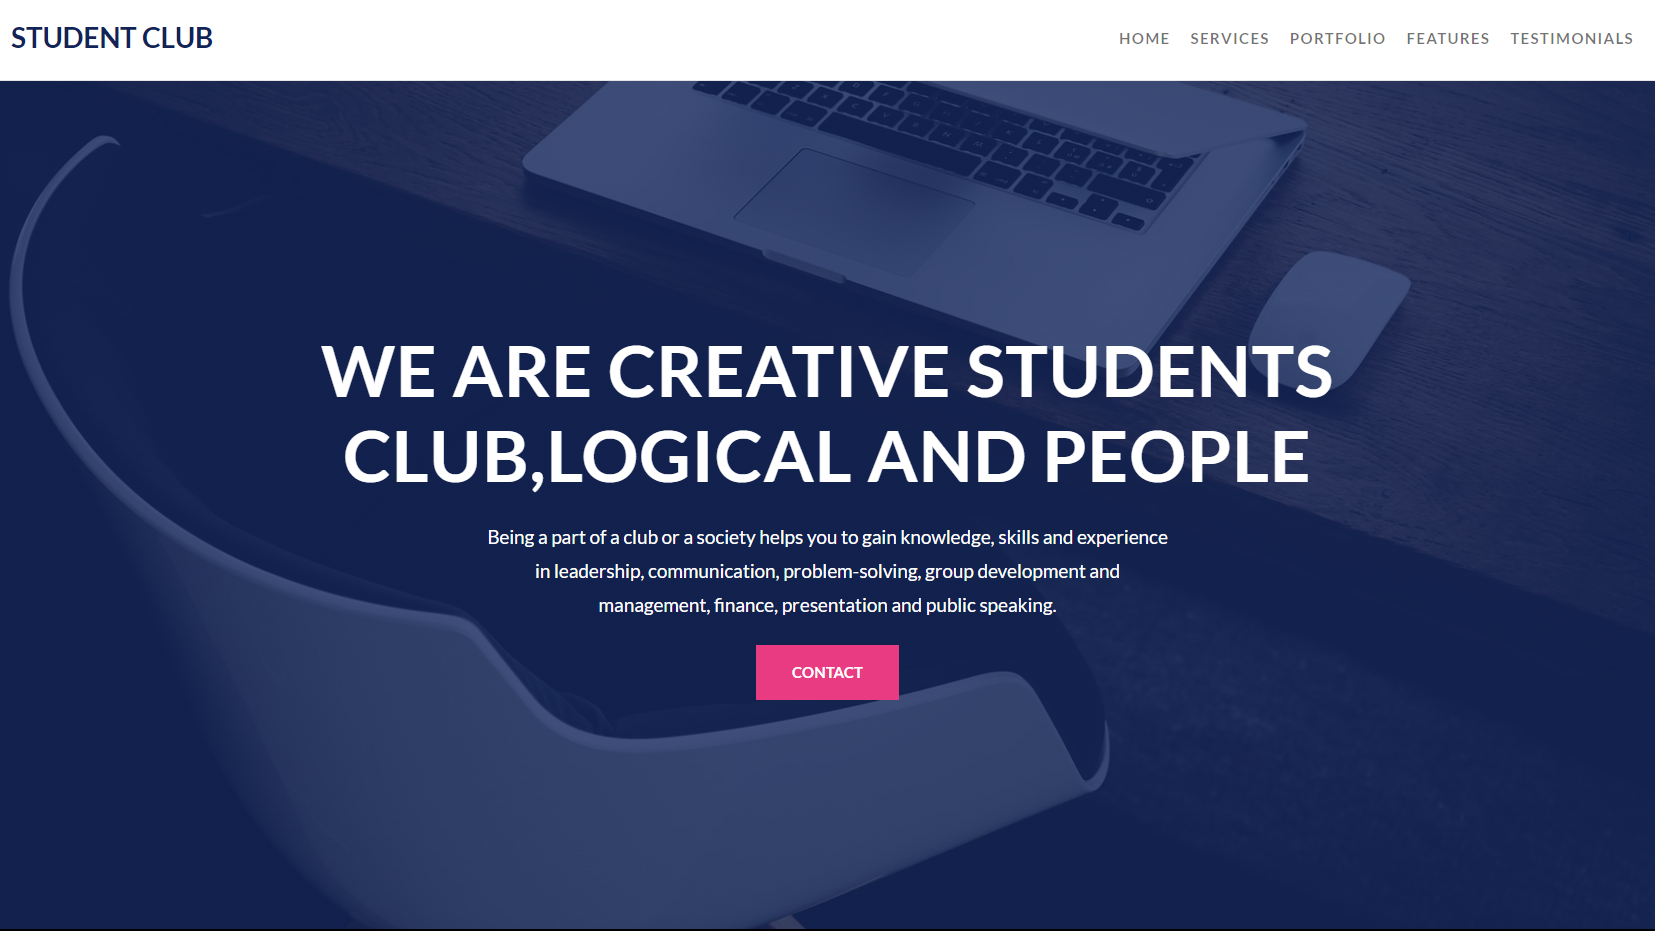 STUDENT CLUB
HOME SERVICES PORTFOLIO FEATURES TESTIMONIALS
WE ARE CREATIVE STUDENTS
CLUB,LOGICAL AND PEOPLE
Being a part of a club or a society helps you to gain knowledge, skills and experience
in leadership, communication, problem-solving, group development and
management, finance, presentation and public speaking.
CONTACT